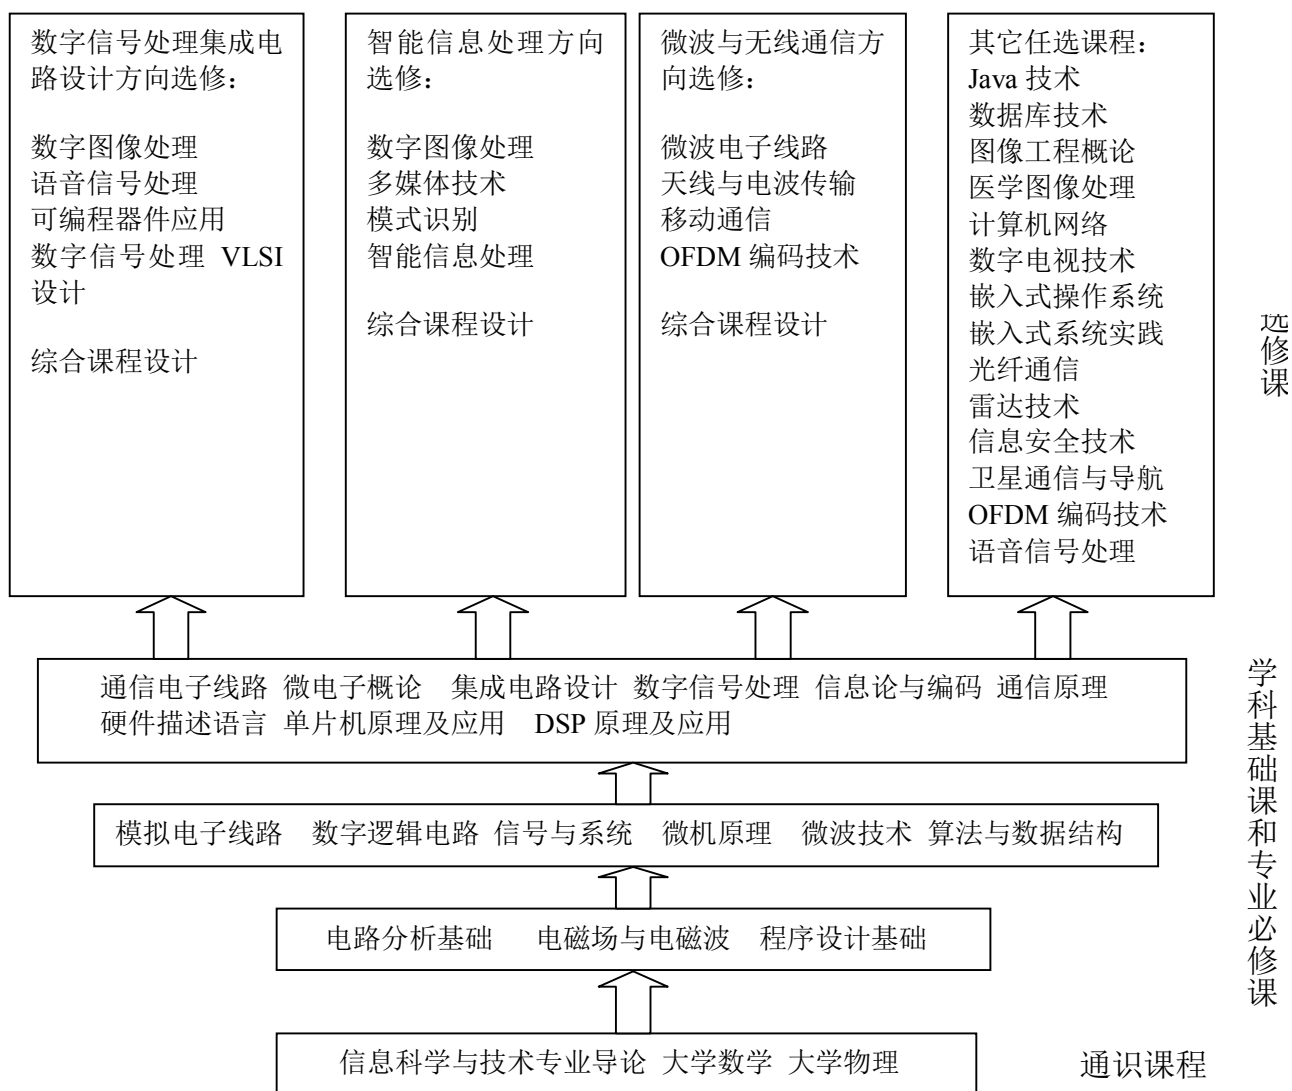 数字信号处理集成电
路设计方向选修：
数字图像处理
语音信号处理
可编程器件应用
数字信号处理 VLSI
设计
综合课程设计
智能信息处理方向
选修：
数字图像处理
多媒体技术
模式识别
智能信息处理
综合课程设计
微波与无线通信方
向选修：
微波电子线路
天线与电波传输
移动通信
OFDM 编码技术
综合课程设计
其它任选课程：
Java 技术
数据库技术
图像工程概论
医学图像处理
计算机网络
数字电视技术
嵌入式操作系统
嵌入式系统实践
光纤通信
雷达技术
信息安全技术
卫星通信与导航
OFDM 编码技术
语音信号处理
选修课
通信电子线路 微电子概论 集成电路设计 数字信号处理 信息论与编码 通信原理
硬件描述语言 单片机原理及应用 DSP 原理及应用
模拟电子线路 数字逻辑电路 信号与系统 微机原理 微波技术 算法与数据结构
电路分析基础 电磁场与电磁波 程序设计基础
学科基础课和专业必修课
信息科学与技术专业导论 大学数学 大学物理
通识课程